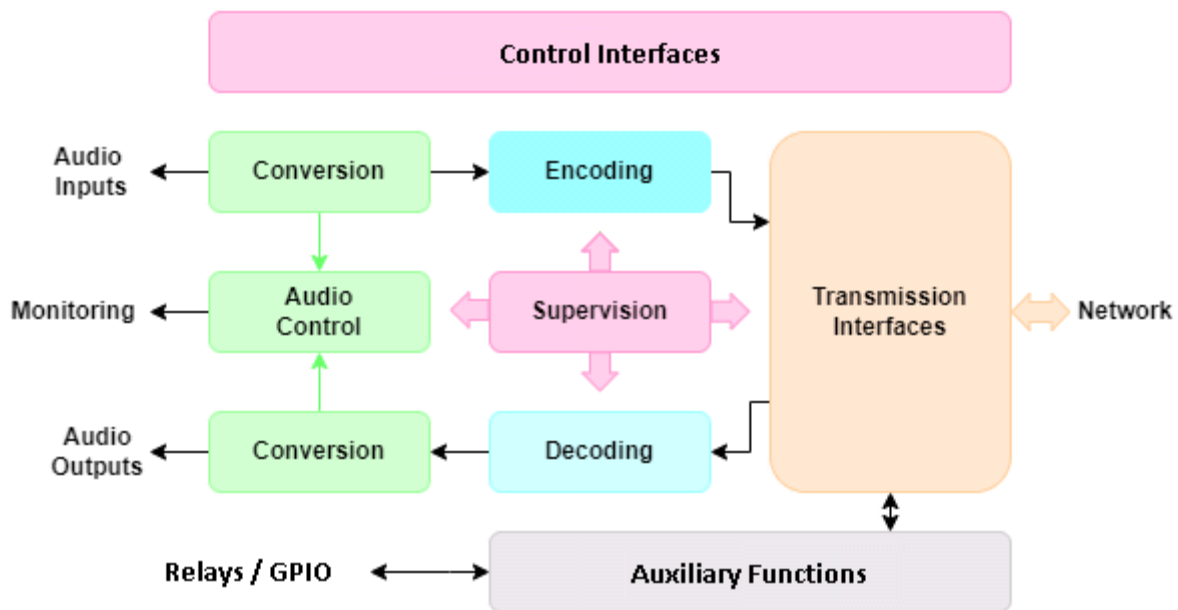 Control Interfaces
Audio
Inputs
Conversion
Encoding
Monitoring
Audio
Control
Supervision
Transmission
Interfaces
Network
Audio
Outputs
Conversion
Decoding
Relays / GPIO
Auxiliary Functions